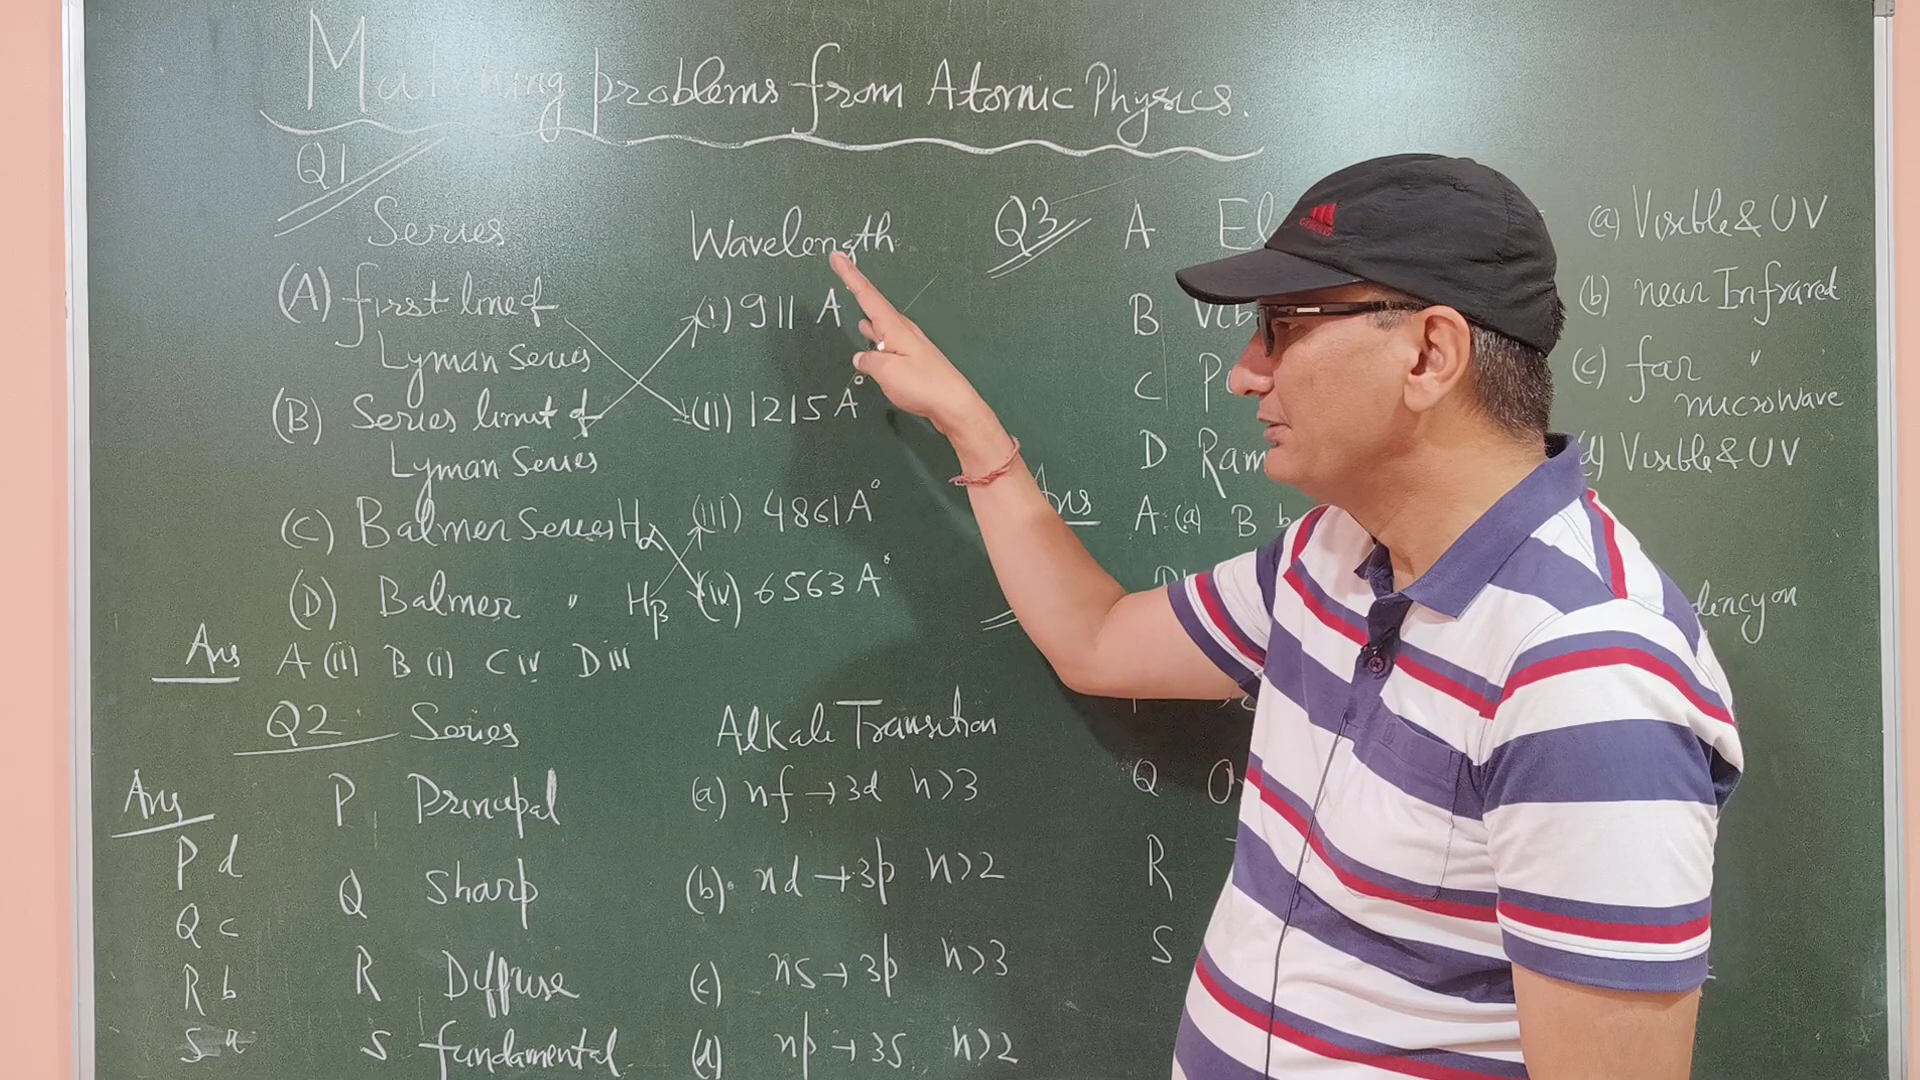 Matching problems from Atomic Physics.
Q1
Series Wavelength
(A) first line of (i) 911 A
Lyman Series
(B) Series limit of (ii) 1215 A°
Lyman Series
(C) Balmer Series Hα (iii) 4861 A°
(D) Balmer " Hβ (iv) 6563 A°
Ans A (ii) B (i) C iv D iii
Q2 Series Alkali Transition
P Principal (a) nf → 3d n>3
Q Sharp (b) nd → 3p n>2
R Diffuse (c) ns → 3p n>3
S fundamental (d) np → 3s n>2
Ans
P d
Q c
R b
S a
Q3 A El (a) Visible & UV
B Vib (b) near Infrared
C (c) far "
microwave
D Ram (d) Visible & UV
Ans A (a) B b
Q
R
S